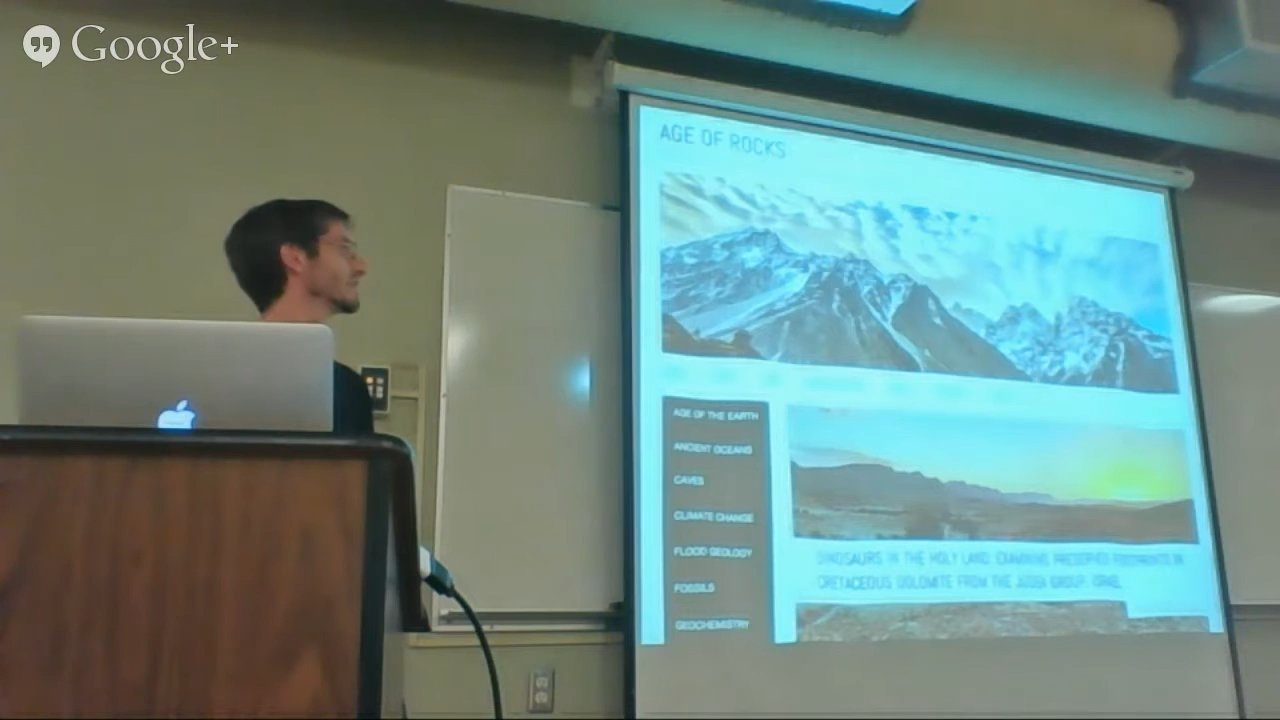 Google+
AGE OF ROCKS
AGE OF THE EARTH
ANCIENT OCEANS
CAVES
CLIMATE CHANGE
FLOOD GEOLOGY
FOSSILS
GEOCHEMISTRY
DINOSAURS IN THE HOLY LAND: EXAMINING PRESERVED FOOTPRINTS IN
CRETACEOUS DOLOMITE FROM THE JUDEA GROUP, ISRAEL